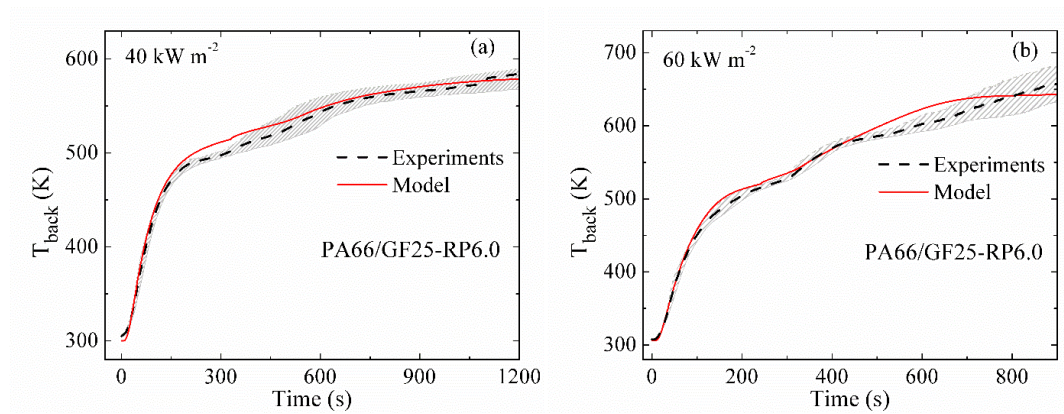 40 kW m-2
(a)
600
500
400
300
T_back (K)
Experiments
Model
PA66/GF25-RP6.0
0 300 600 900 1200
Time (s)
60 kW m-2
(b)
700
600
500
400
300
T_back (K)
Experiments
Model
PA66/GF25-RP6.0
0 200 400 600 800
Time (s)